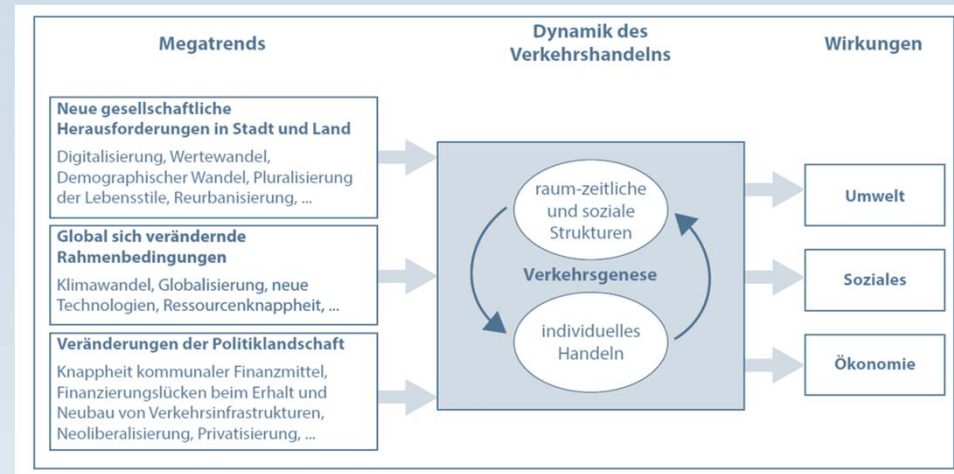 Megatrends
Dynamik des
Verkehrshandelns
Wirkungen
Neue gesellschaftliche
Herausforderungen in Stadt und Land
Digitalisierung, Wertewandel,
Demographischer Wandel, Pluralisierung
der Lebensstile, Reurbanisierung, ...
Global sich verändernde
Rahmenbedingungen
Klimawandel, Globalisierung, neue
Technologien, Ressourcenknappheit, ...
Veränderungen der Politiklandschaft
Knappheit kommunaler Finanzmittel,
Finanzierungslücken beim Erhalt und
Neubau von Verkehrsinfrastrukturen,
Neoliberalisierung, Privatisierung, ...
raum-zeitliche
und soziale
Strukturen
Verkehrsgenese
individuelles
Handeln
Umwelt
Soziales
Ökonomie